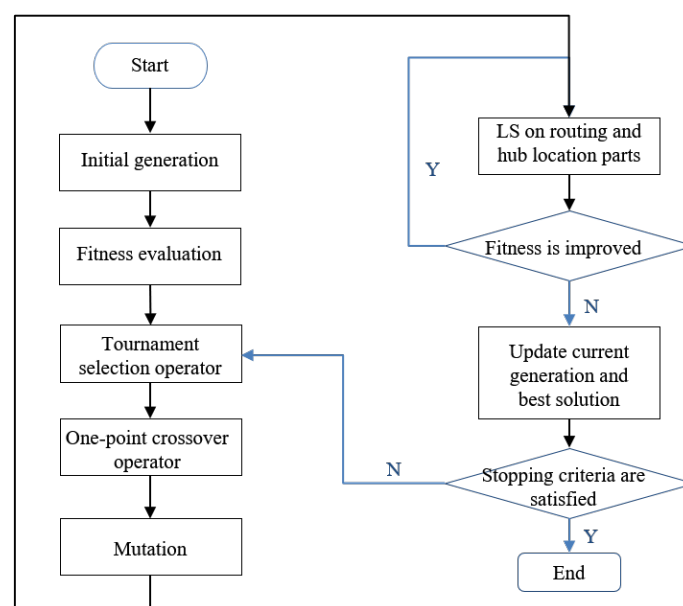 Start
Initial generation
Fitness evaluation
Tournament
selection operator
One-point crossover
operator
Mutation
LS on routing and
hub location parts
Y
Fitness is improved
N
Update current
generation and
best solution
N
Stopping criteria are
satisfied
Y
End